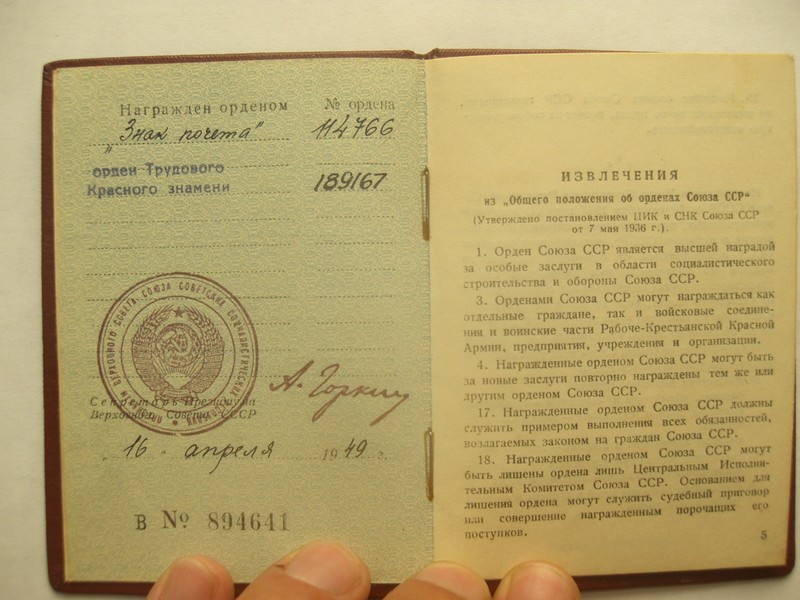 Награжден орденом № ордена
"Знак почета" 114766
орден Трудового
Красного знамени 189167
ПРЕЗИДИУМ ВЕРХОВНОГО СОВЕТА СОЮЗА СОВЕТСКИХ СОЦИАЛИСТИЧЕСКИХ
А. Горкин
Секретарь Президиума
Верховного Совета СССР
„16 апреля 1949 г.
В № 894641
ИЗВЛЕЧЕНИЯ
из „Общего положения об орденах Союза ССР“
(Утверждено постановлением ЦИК и СНК Союза ССР
от 7 мая 1936 г.).
1. Орден Союза ССР является высшей наградой
за особые заслуги в области социалистического
строительства и обороны Союза ССР.
3. Орденами Союза ССР могут награждаться как
отдельные граждане, так и войсковые соедине-
ния и воинские части Рабоче-Крестьянской Красной
Армии, предприятия, учреждения и организации.
4. Награжденные орденом Союза ССР могут быть
за новые заслуги повторно награждены тем же или
другим орденом Союза ССР.
17. Награжденные орденом Союза ССР должны
служить примером выполнения всех обязанностей,
возлагаемых законом на граждан Союза ССР.
18. Награжденные орденом Союза ССР могут
быть лишены ордена лишь Центральным Исполни-
тельным Комитетом Союза ССР. Основанием для
лишения ордена могут служить судебный приговор
или совершение награжденным порочащих его
поступков.
5